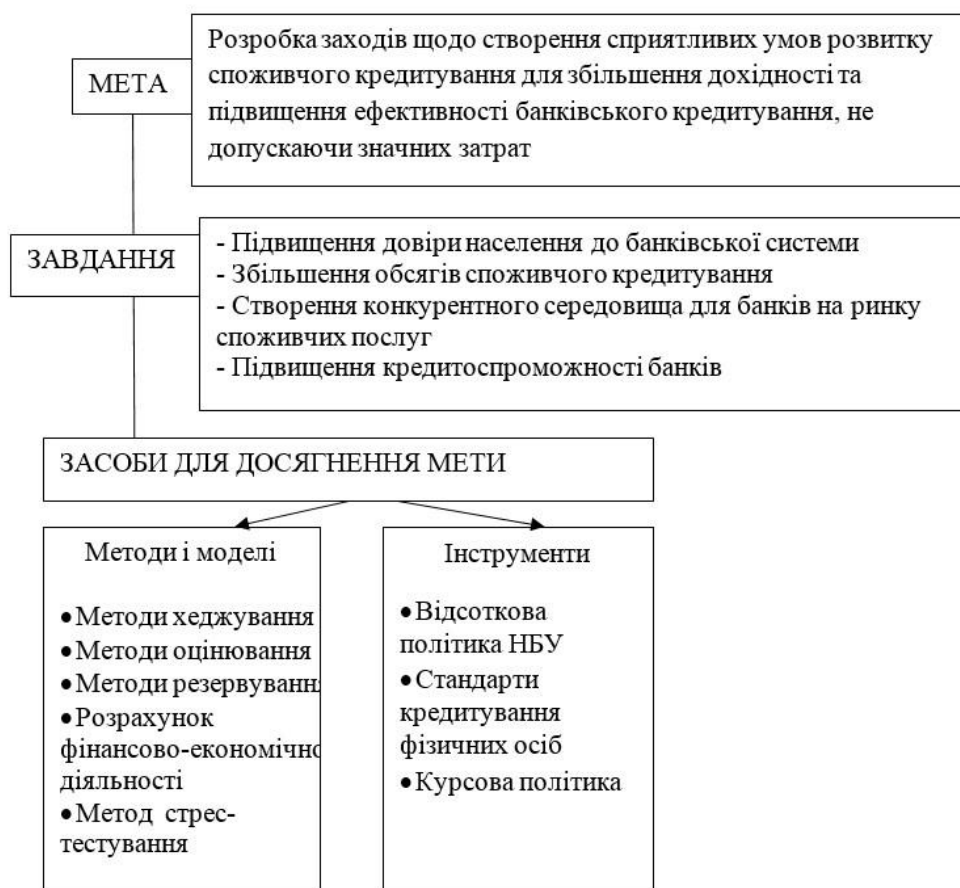 МЕТА
Розробка заходів щодо створення сприятливих умов розвитку
споживчого кредитування для збільшення дохідності та
підвищення ефективності банківського кредитування, не
допускаючи значних затрат
ЗАВДАННЯ
- Підвищення довіри населення до банківської системи
- Збільшення обсягів споживчого кредитування
- Створення конкурентного середовища для банків на ринку
споживчих послуг
- Підвищення кредитоспроможності банків
ЗАСОБИ ДЛЯ ДОСЯГНЕННЯ МЕТИ
Методи і моделі
•Методи хеджування
•Методи оцінювання
•Методи резервування
•Розрахунок
фінансово-економічно
діяльності
•Метод стрес-
тестування
Інструменти
•Відсоткова
політика НБУ
•Стандарти
кредитування
фізичних осіб
•Курсова політика